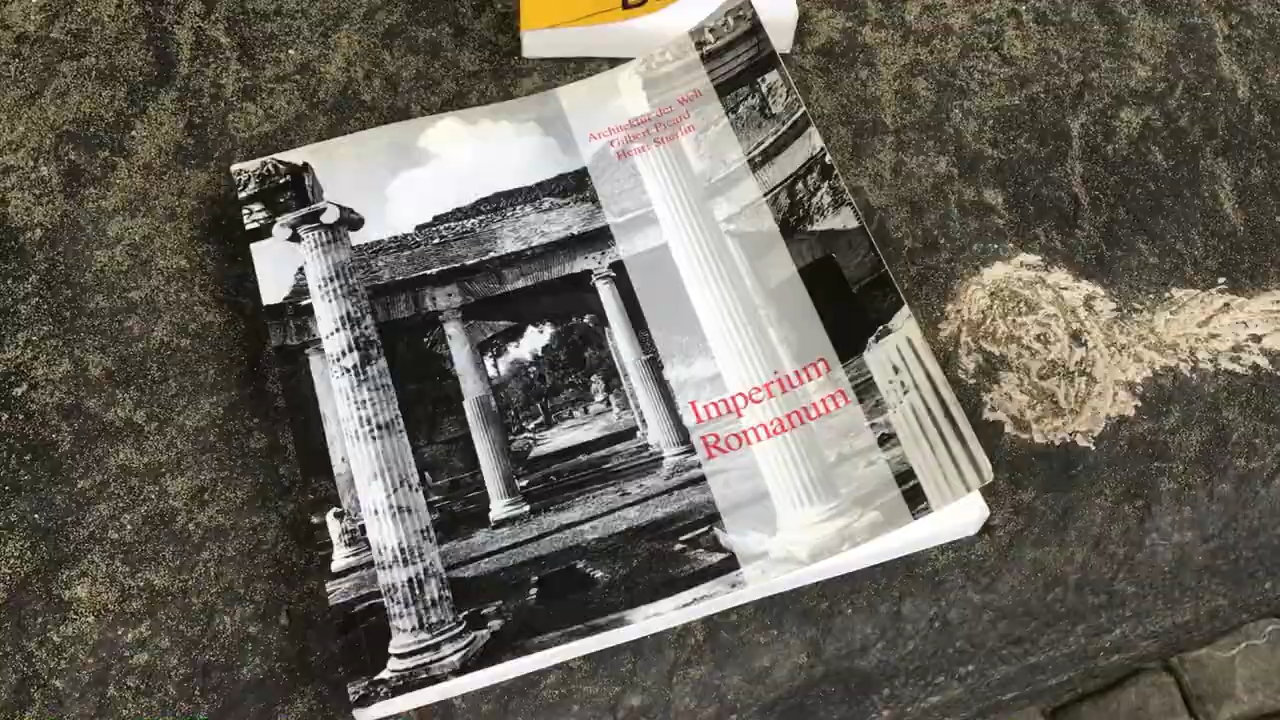 Architektur der Welt
Gilbert Picard
Henri Stierlin
Imperium
Romanum